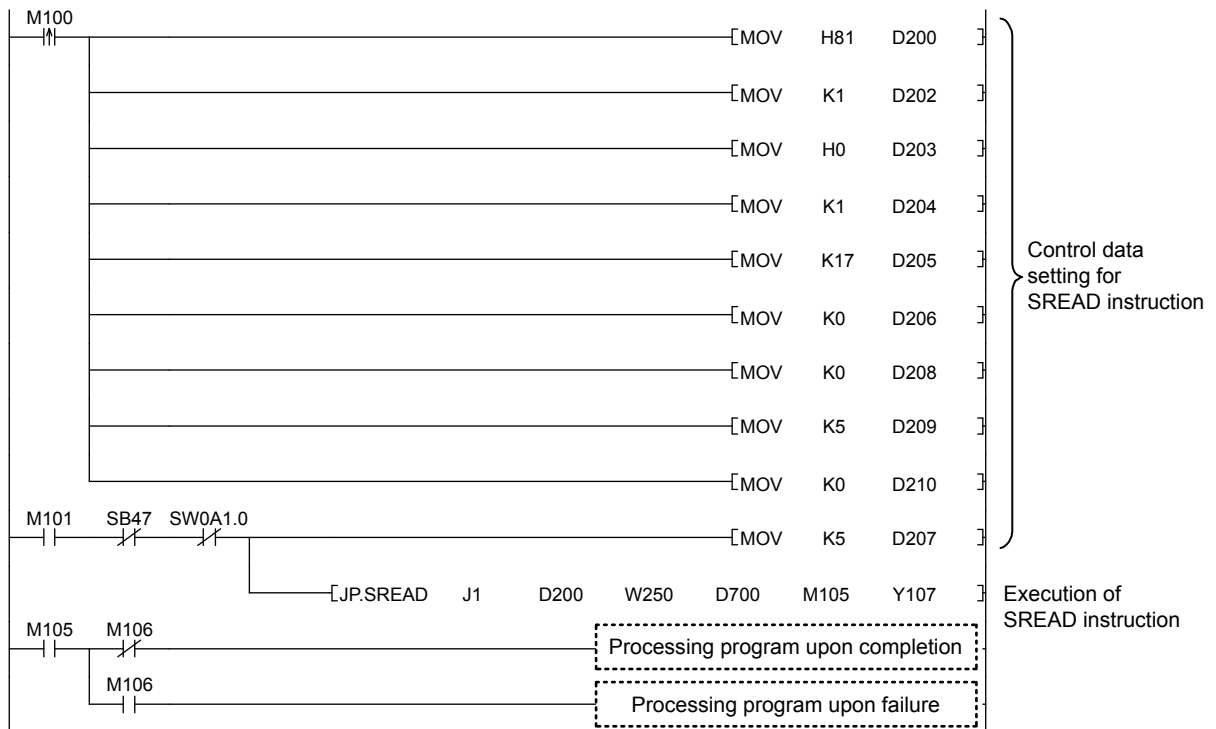 M100
MOV H81 D200
MOV K1 D202
MOV H0 D203
MOV K1 D204
MOV K17 D205
MOV K0 D206
MOV K0 D208
MOV K5 D209
MOV K0 D210
Control data
setting for
SREAD instruction
M101 SB47 SW0A1.0
MOV K5 D207
JP.SREAD J1 D200 W250 D700 M105 Y107
Execution of
SREAD instruction
M105 M106
Processing program upon completion
M106
Processing program upon failure